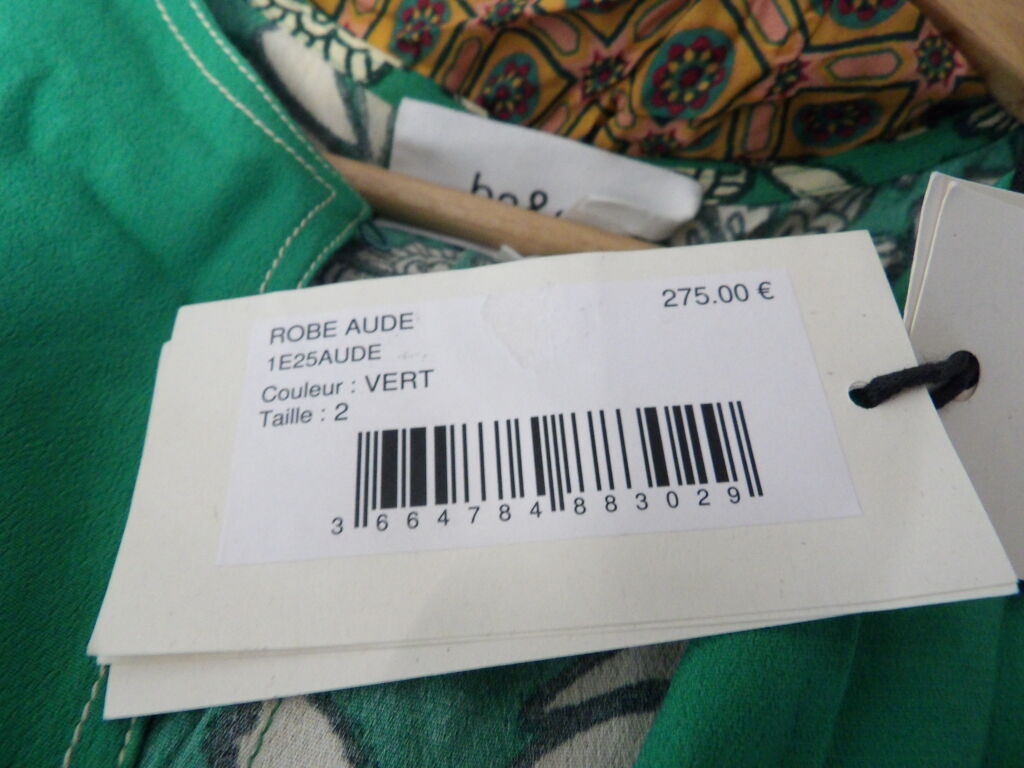 ROBE AUDE
275.00 €
1E25AUDE
Couleur : VERT
Taille : 2
3 664784 883029